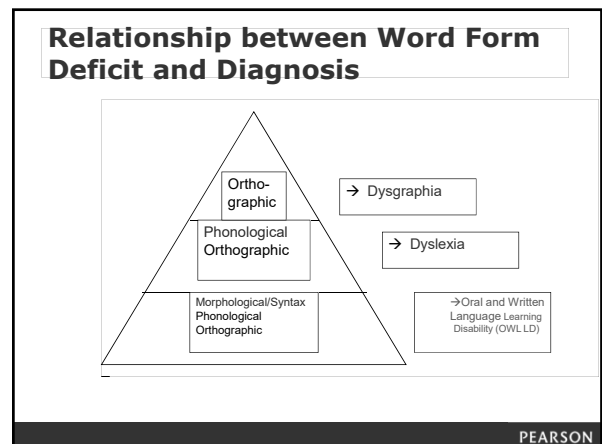 Relationship between Word Form
Deficit and Diagnosis
Ortho-
graphic
→ Dysgraphia
Phonological
Orthographic
→ Dyslexia
Morphological/Syntax
Phonological
Orthographic
→Oral and Written
Language Learning
Disability (OWL LD)
PEARSON